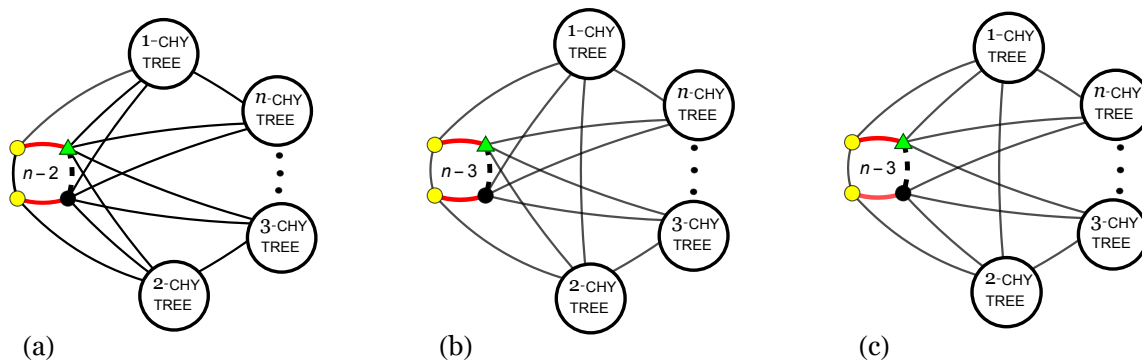 1-CHY
TREE
n-CHY
TREE
n – 2
3-CHY
TREE
2-CHY
TREE
(a)
1-CHY
TREE
n-CHY
TREE
n – 3
3-CHY
TREE
2-CHY
TREE
(b)
1-CHY
TREE
n-CHY
TREE
n – 3
3-CHY
TREE
2-CHY
TREE
(c)